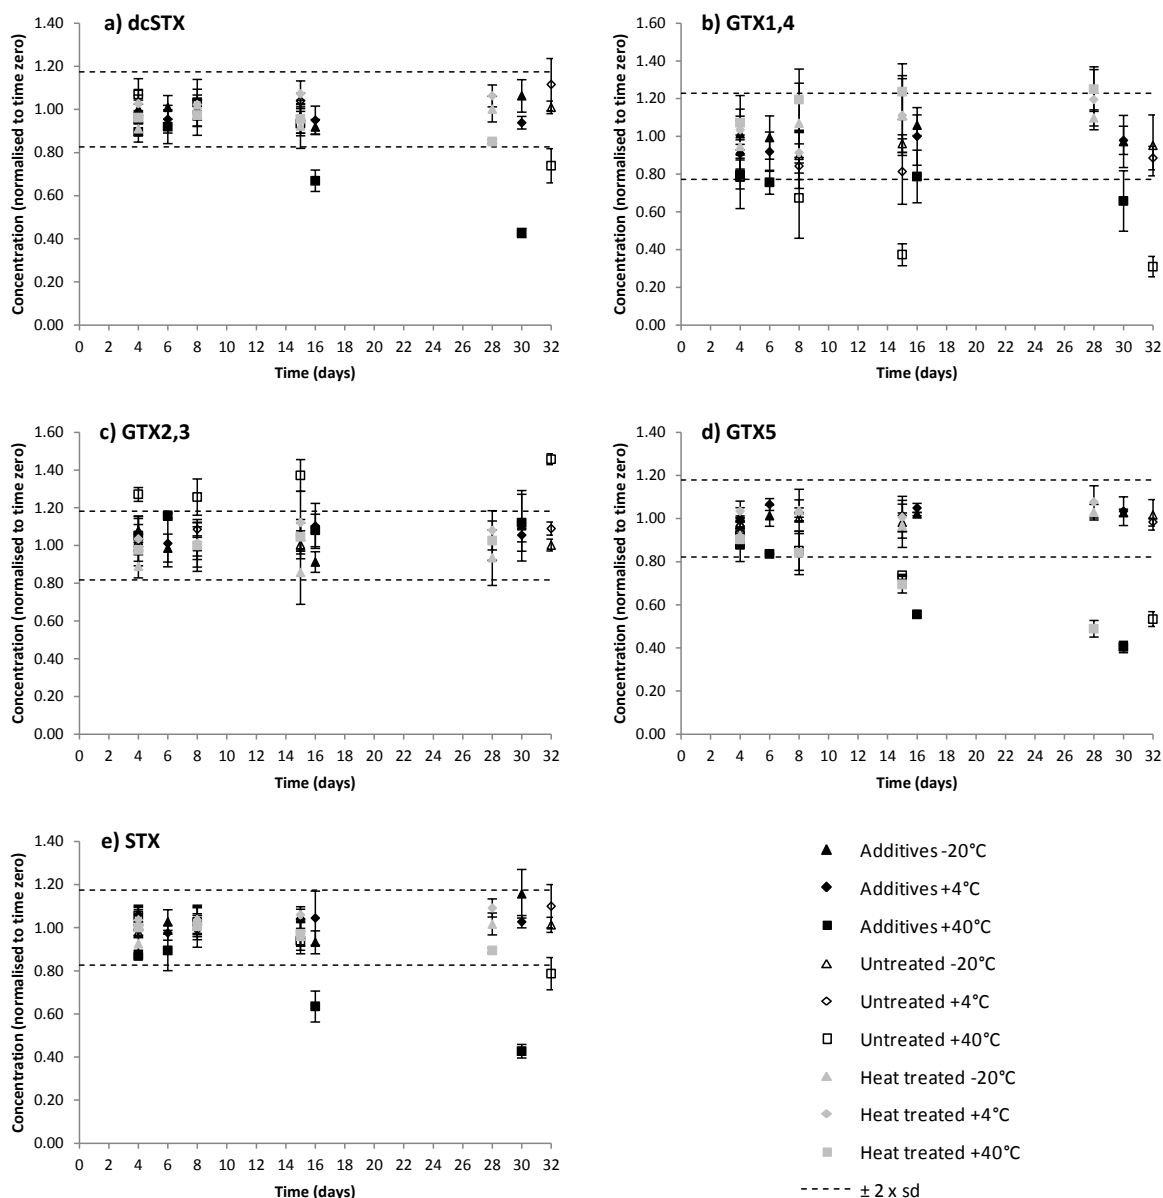 a) dcSTX
Concentration (normalised to time zero)
1.40
1.20
1.00
0.80
0.60
0.40
0.20
0.00
0 2 4 6 8 10 12 14 16 18 20 22 24 26 28 30 32
Time (days)
b) GTX1,4
Concentration (normalised to time zero)
1.60
1.40
1.20
1.00
0.80
0.60
0.40
0.20
0.00
0 2 4 6 8 10 12 14 16 18 20 22 24 26 28 30 32
Time (days)
c) GTX2,3
Concentration (normalised to time zero)
1.60
1.40
1.20
1.00
0.80
0.60
0.40
0.20
0.00
0 2 4 6 8 10 12 14 16 18 20 22 24 26 28 30 32
Time (days)
d) GTX5
Concentration (normalised to time zero)
1.40
1.20
1.00
0.80
0.60
0.40
0.20
0.00
0 2 4 6 8 10 12 14 16 18 20 22 24 26 28 30 32
Time (days)
e) STX
Concentration (normalised to time zero)
1.40
1.20
1.00
0.80
0.60
0.40
0.20
0.00
0 2 4 6 8 10 12 14 16 18 20 22 24 26 28 30 32
Time (days)
Additives -20°C
Additives +4°C
Additives +40°C
Untreated -20°C
Untreated +4°C
Untreated +40°C
Heat treated -20°C
Heat treated +4°C
Heat treated +40°C
± 2 x sd